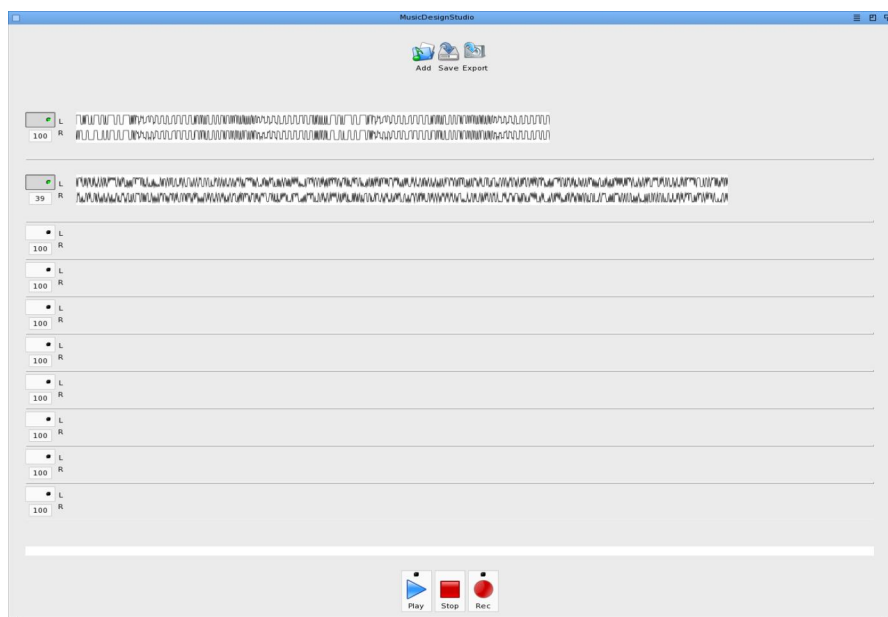 MusicDesignStudio
Add Save Export
L
100 R
L
39 R
L
100 R
L
100 R
L
100 R
L
100 R
L
100 R
L
100 R
L
100 R
L
100 R
Play Stop Rec